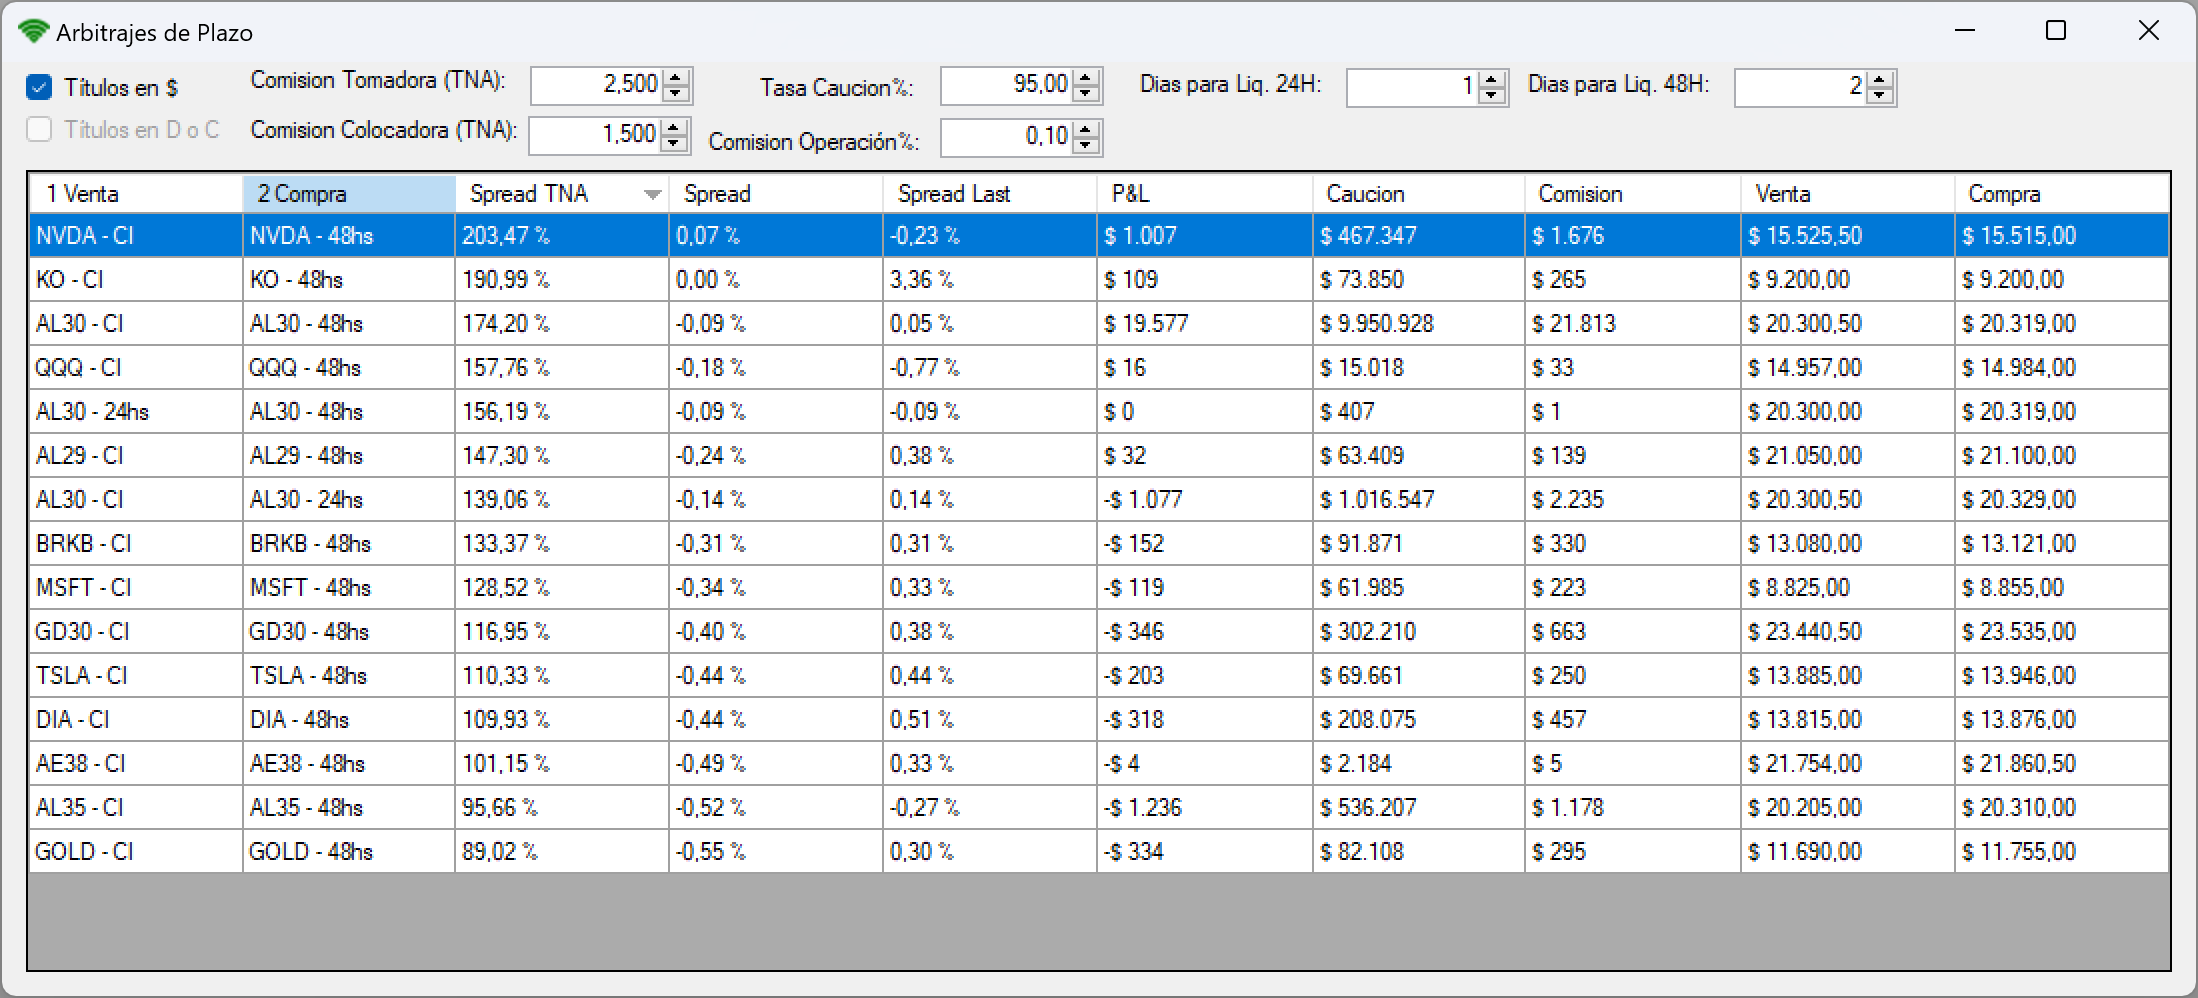 Arbitrajes de Plazo
Títulos en $ Comision Tomadora (TNA): 2,500 Tasa Caucion%: 95,00 Dias para Liq. 24H: 1 Dias para Liq. 48H: 2
Títulos en D o C Comision Colocadora (TNA): 1,500 Comision Operación%: 0,10
1 Venta 2 Compra Spread TNA Spread Spread Last P&L Caucion Comision Venta Compra
NVDA - CI NVDA - 48hs 203,47 % 0,07 % -0,23 % $ 1.007 $ 467.347 $ 1.676 $ 15.525,50 $ 15.515,00
KO - CI KO - 48hs 190,99 % 0,00 % 3,36 % $ 109 $ 73.850 $ 265 $ 9.200,00 $ 9.200,00
AL30 - CI AL30 - 48hs 174,20 % -0,09 % 0,05 % $ 19.577 $ 9.950.928 $ 21.813 $ 20.300,50 $ 20.319,00
QQQ - CI QQQ - 48hs 157,76 % -0,18 % -0,77 % $ 16 $ 15.018 $ 33 $ 14.957,00 $ 14.984,00
AL30 - 24hs AL30 - 48hs 156,19 % -0,09 % -0,09 % $ 0 $ 407 $ 1 $ 20.300,00 $ 20.319,00
AL29 - CI AL29 - 48hs 147,30 % -0,24 % 0,38 % $ 32 $ 63.409 $ 139 $ 21.050,00 $ 21.100,00
AL30 - CI AL30 - 24hs 139,06 % -0,14 % 0,14 % -$ 1.077 $ 1.016.547 $ 2.235 $ 20.300,50 $ 20.329,00
BRKB - CI BRKB - 48hs 133,37 % -0,31 % 0,31 % -$ 152 $ 91.871 $ 330 $ 13.080,00 $ 13.121,00
MSFT - CI MSFT - 48hs 128,52 % -0,34 % 0,33 % -$ 119 $ 61.985 $ 223 $ 8.825,00 $ 8.855,00
GD30 - CI GD30 - 48hs 116,95 % -0,40 % 0,38 % -$ 346 $ 302.210 $ 663 $ 23.440,50 $ 23.535,00
TSLA - CI TSLA - 48hs 110,33 % -0,44 % 0,44 % -$ 203 $ 69.661 $ 250 $ 13.885,00 $ 13.946,00
DIA - CI DIA - 48hs 109,93 % -0,44 % 0,51 % -$ 318 $ 208.075 $ 457 $ 13.815,00 $ 13.876,00
AE38 - CI AE38 - 48hs 101,15 % -0,49 % 0,33 % -$ 4 $ 2.184 $ 5 $ 21.754,00 $ 21.860,50
AL35 - CI AL35 - 48hs 95,66 % -0,52 % -0,27 % -$ 1.236 $ 536.207 $ 1.178 $ 20.205,00 $ 20.310,00
GOLD - CI GOLD - 48hs 89,02 % -0,55 % 0,30 % -$ 334 $ 82.108 $ 295 $ 11.690,00 $ 11.755,00